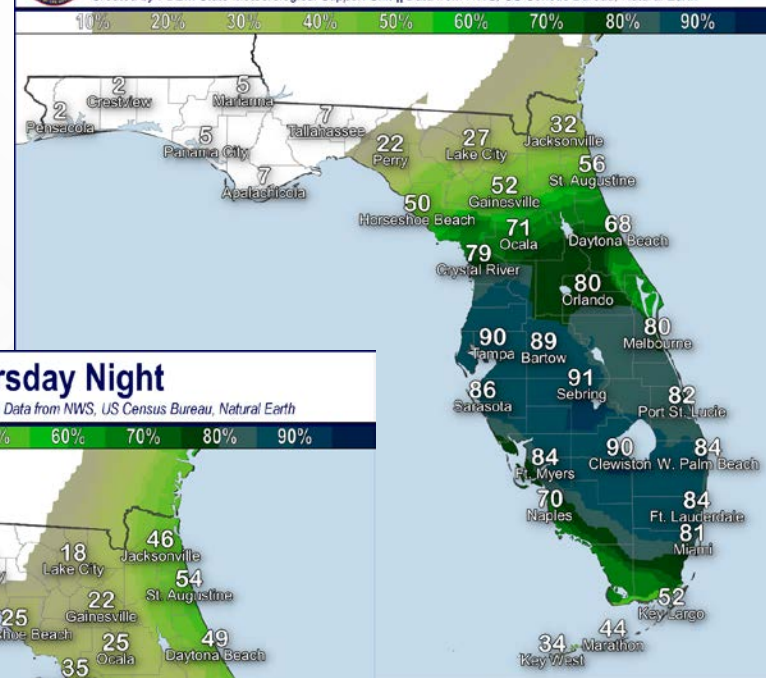 10% 20% 30% 40% 50% 60% 70% 80% 90%
2
Crestview
5
Marianna
2
Pensacola
5
Panama City
7
Tallahassee
7
Apalachicola
22
Perry
27
Lake City
32
Jacksonville
56
St. Augustine
52
Gainesville
50
Horseshoe Beach
71
Ocala
68
Daytona Beach
79
Crystal River
80
Orlando
80
Melbourne
90
Tampa
89
Bartow
91
Sebring
86
Sarasota
82
Port St. Lucie
84
Ft. Myers
90
Clewiston
84
W. Palm Beach
70
Naples
84
Ft. Lauderdale
81
Miami
52
Key Largo
44
Marathon
34
Key West
rsday Night
Data from NWS, US Census Bureau, Natural Earth
% 60% 70% 80% 90%
46
Jacksonville
18
Lake City
54
St. Augustine
22
Gainesville
25
hoe Beach
25
Ocala
49
Daytona Beach
35